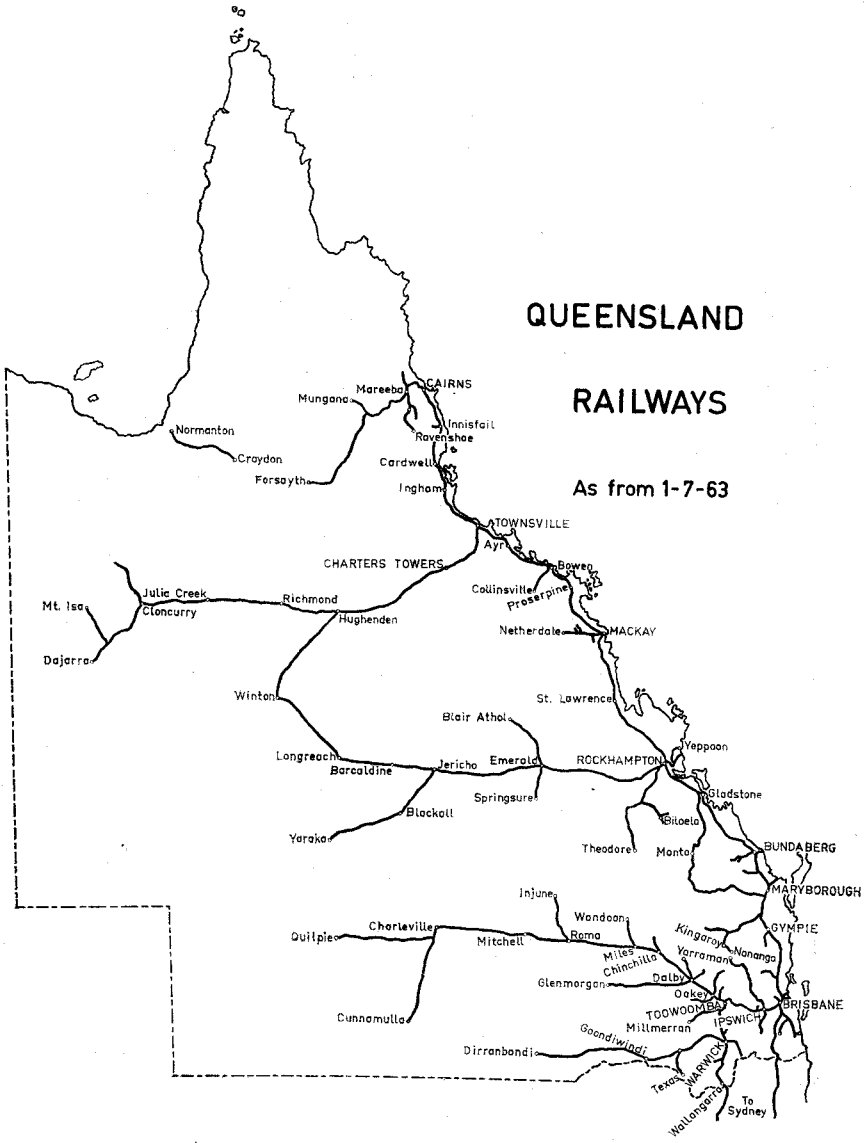 QUEENSLAND
RAILWAYS
As from 1-7-63
CAIRNS
Mareeba
Mungana
Innisfail
Normanton
Ravenshoe
Croydon
Cardwell
Forsayth
Ingham
TOWNSVILLE
Ayr
CHARTERS TOWERS
Bowen
Collinsville
Proserpine
Julia Creek
Richmond
Mt. Isa
Cloncurry
Hughenden
Netherdale
MACKAY
Dajarra
Winton
St. Lawrence
Blair Athol
Yeppoon
Longreach
Barcaldine
Jericho
Emerald
ROCKHAMPTON
Springsure
Gladstone
Blackall
Biloela
Yaraka
Theodore
Monto
BUNDABERG
MARYBOROUGH
Injune
Wandoan
Charleville
Quilpie
Mitchell
Roma
Kingaroy
GYMPIE
Nananga
Miles
Chinchilla
Yarraman
Dalby
Glenmorgan
Oakey
BRISBANE
TOOWOOMBA
IPSWICH
Cunnamulla
Millmerran
Goondiwindi
Dirranbandi
WARWICK
Texas
Wallangarra
To
Sydney